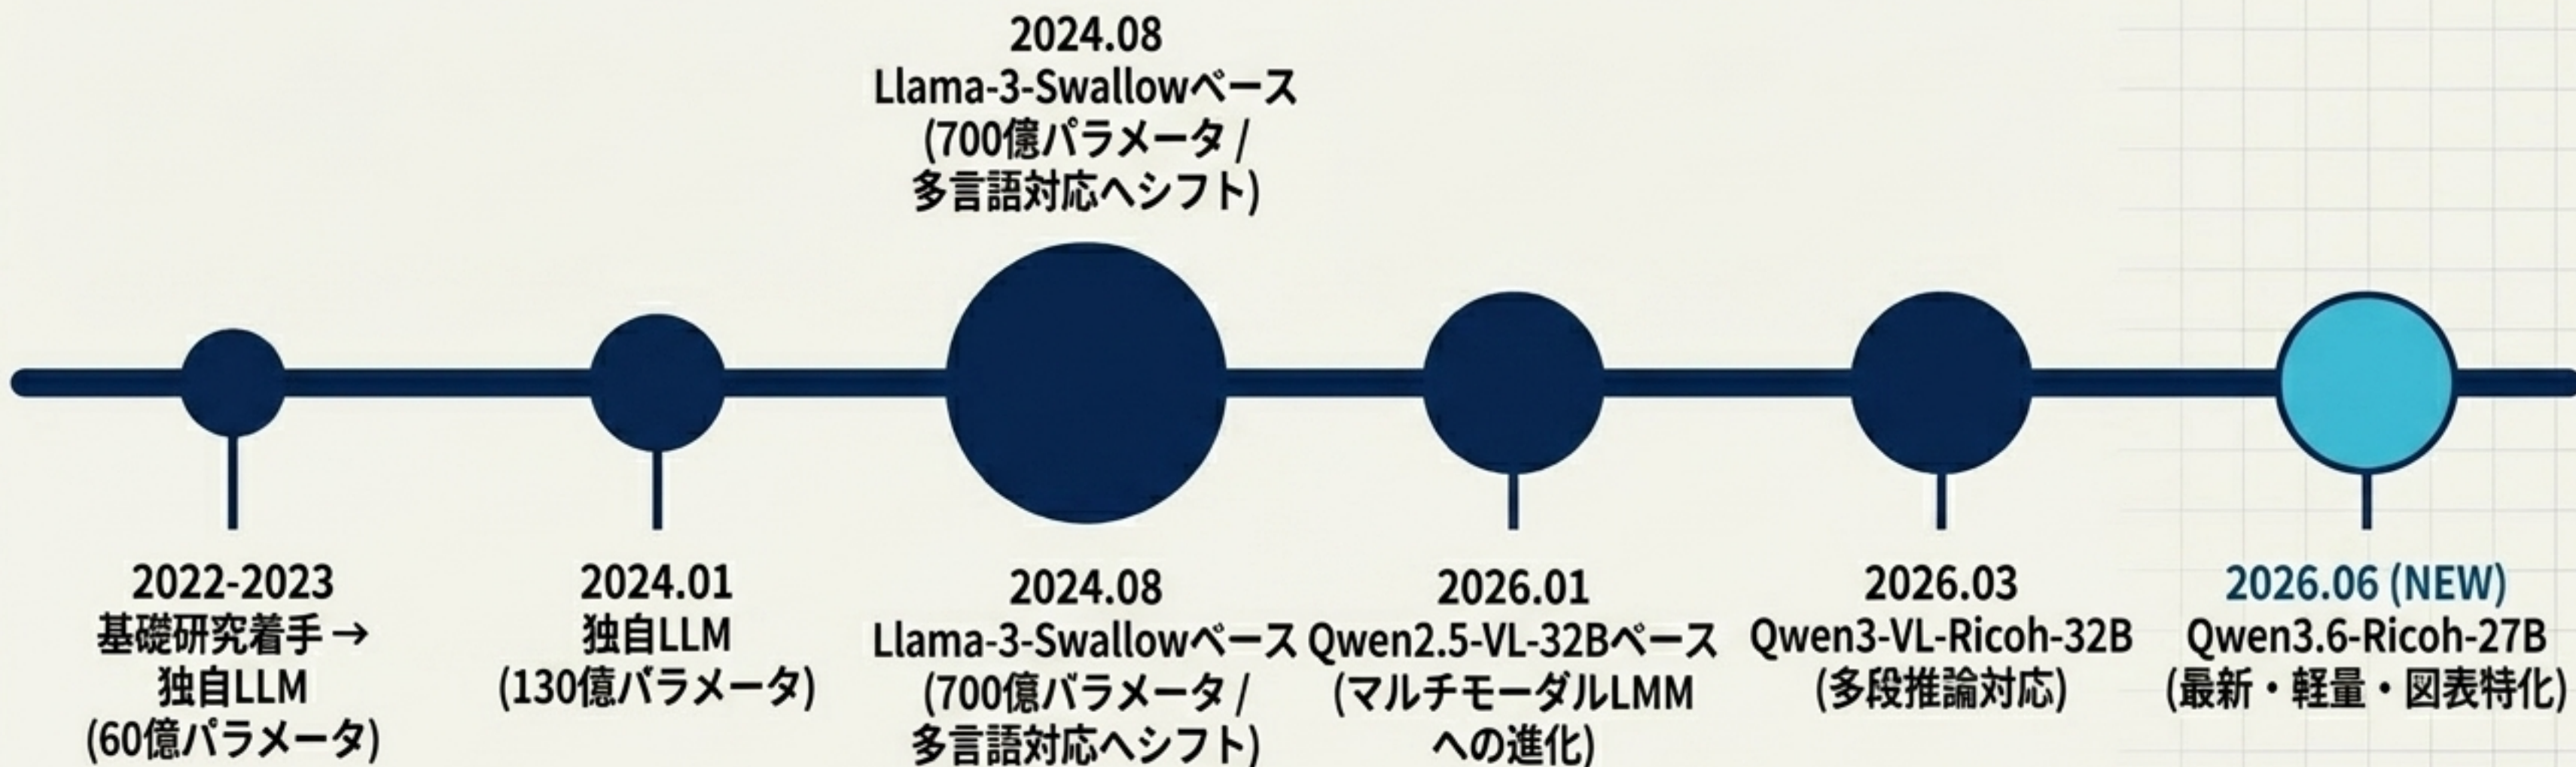 2024.08
Llama-3-Swallowベース
(700億パラメータ /
多言語対応へシフト)
2022-2023
基礎研究着手 →
独自LLM
(60億パラメータ)
2024.01
独自LLM
(130億パラメータ)
2024.08
Llama-3-Swallowベース
(700億パラメータ /
多言語対応へシフト)
2026.01
Qwen2.5-VL-32Bベース
(マルチモーダルLMM
への進化)
2026.03
Qwen3-VL-Ricoh-32B
(多段推論対応)
2026.06 (NEW)
Qwen3.6-Ricoh-27B
(最新・軽量・図表特化)